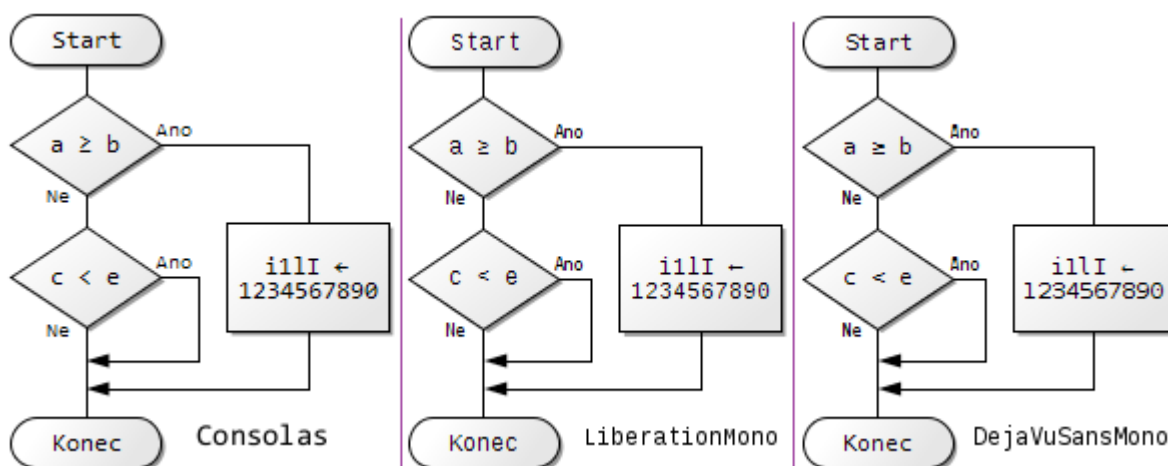 Start
a ≥ b
Ano
Ne
c < e
Ano
Ne
i1lI ←
1234567890
Konec
Consolas
Start
a ≥ b
Ano
Ne
c < e
Ano
Ne
i1lI ←
1234567890
Konec
LiberationMono
Start
a ≥ b
Ano
Ne
c < e
Ano
Ne
i1lI ←
1234567890
Konec
DejaVuSansMono